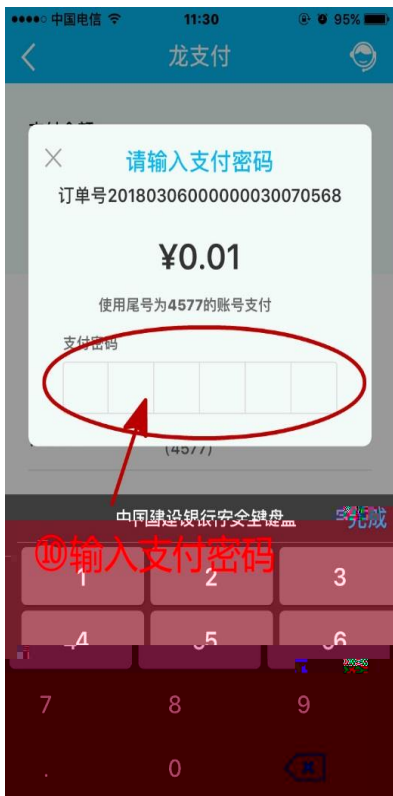 中国电信 11:30 95%
龙支付
请输入支付密码
订单号20180306000000030070568
¥0.01
使用尾号为4577的账号支付
支付密码
(4577)
中国建设银行安全键盘 完成
⑩输入支付密码
1 2 3
4 5 6
7 8 9
. 0